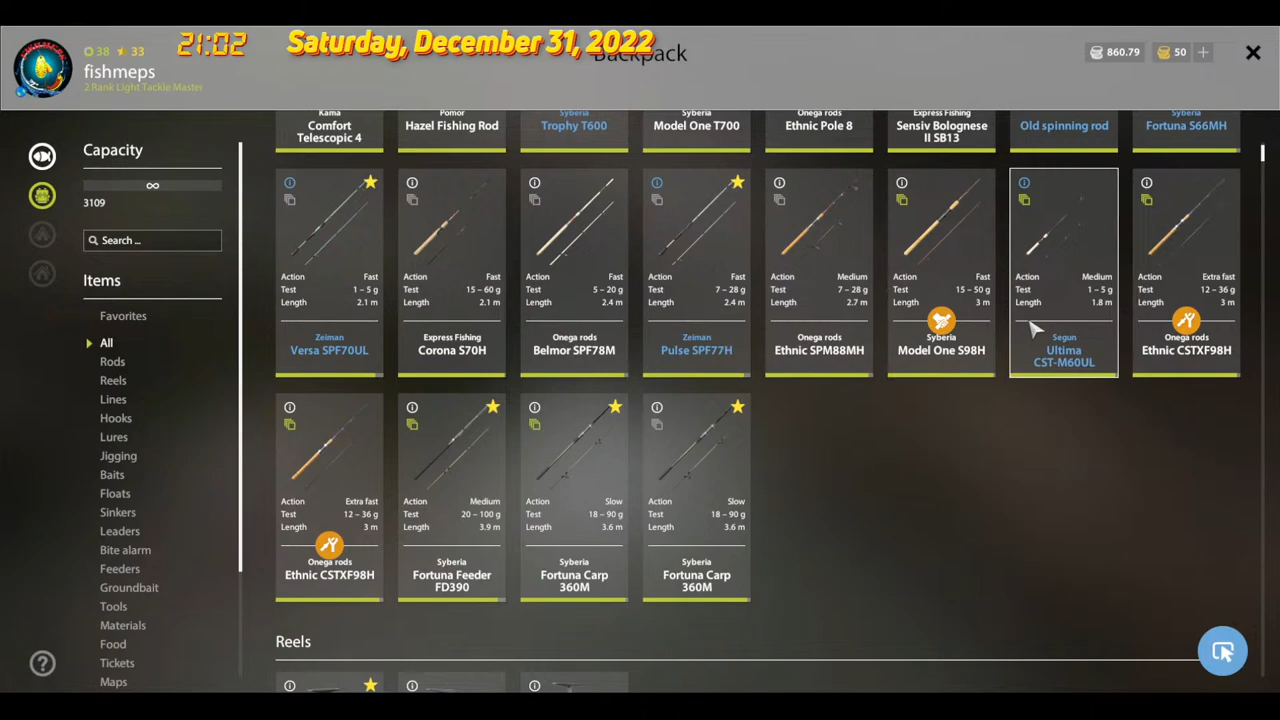 38 33
fishmeps
2 Rank Light Tackle Master
21:02
Saturday, December 31, 2022
Backpack
860.79
50
Capacity
∞
3109
Search ...
Items
Favorites
All
Rods
Reels
Lines
Hooks
Lures
Jigging
Baits
Floats
Sinkers
Leaders
Bite alarm
Feeders
Groundbait
Tools
Materials
Food
Tickets
Maps
Kama
Comfort
Telescopic 4
Pomor
Hazel Fishing Rod
Syberia
Trophy T600
Syberia
Model One T700
Onega rods
Ethnic Pole 8
Express Fishing
Sensiv Bolognese
II SB13
Old spinning rod
Syberia
Fortuna S66MH
Action Fast
Test 1 – 5 g
Length 2.1 m
Zeiman
Versa SPF70UL
Action Fast
Test 15 – 60 g
Length 2.1 m
Express Fishing
Corona S70H
Action Fast
Test 5 – 20 g
Length 2.4 m
Onega rods
Belmor SPF78M
Action Fast
Test 7 – 28 g
Length 2.4 m
Zeiman
Pulse SPF77H
Action Medium
Test 7 – 28 g
Length 2.7 m
Onega rods
Ethnic SPM88MH
Action Fast
Test 15 – 50 g
Length 3 m
Syberia
Model One S98H
Action Medium
Test 1 – 5 g
Length 1.8 m
Segun
Ultima
CST-M60UL
Action Extra fast
Test 12 – 36 g
Length 3 m
Onega rods
Ethnic CSTXF98H
Action Extra fast
Test 12 – 36 g
Length 3 m
Onega rods
Ethnic CSTXF98H
Action Medium
Test 20 – 100 g
Length 3.9 m
Syberia
Fortuna Feeder
FD390
Action Slow
Test 18 – 90 g
Length 3.6 m
Syberia
Fortuna Carp
360M
Action Slow
Test 18 – 90 g
Length 3.6 m
Syberia
Fortuna Carp
360M
Reels